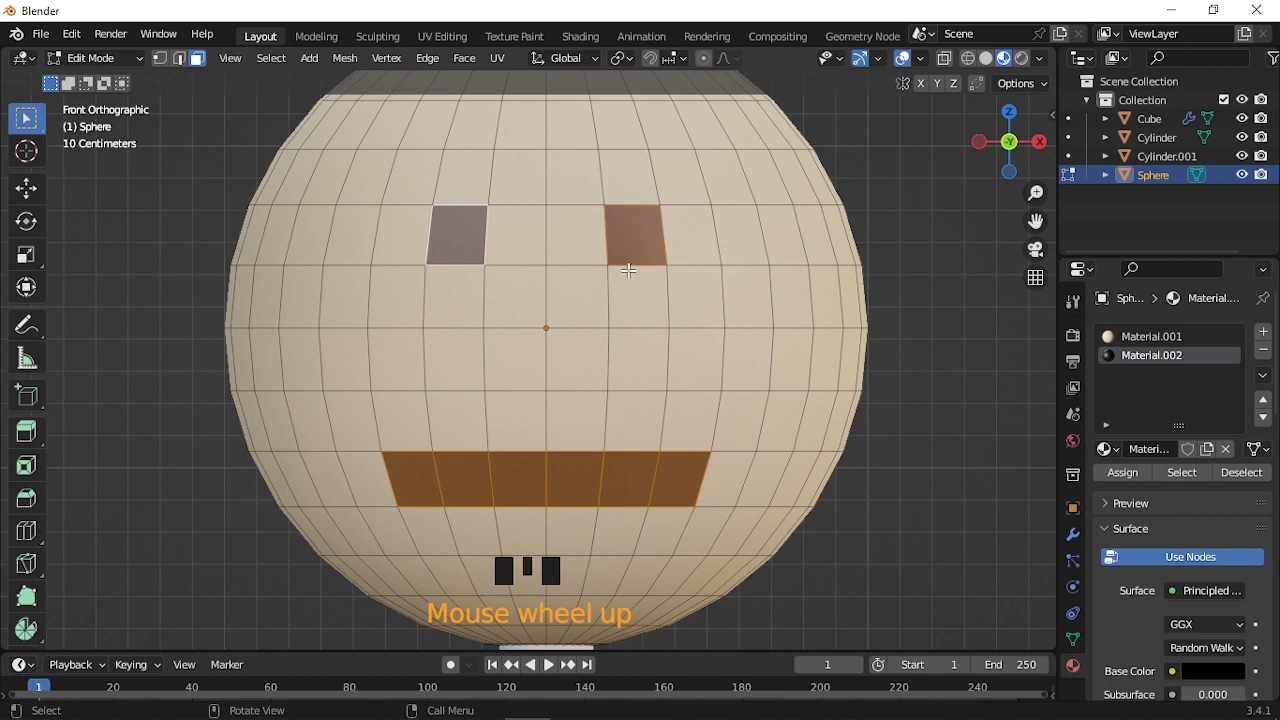 Blender
File Edit Render Window Help
Layout Modeling Sculpting UV Editing Texture Paint Shading Animation Rendering Compositing Geometry Node
Scene
ViewLayer
Edit Mode
View Select Add Mesh Vertex Edge Face UV
Global
X Y Z
Options
Front Orthographic
(1) Sphere
10 Centimeters
Z
-Y
X
Mouse wheel up
Scene Collection
Collection
Cube
Cylinder
Cylinder.001
Sphere
Sph... > Material....
Material.001
Material.002
Materi...
Assign Select Deselect
Preview
Surface
Use Nodes
Surface Principled ...
GGX
Random Walk
Base Color
Subsurface 0.000
Playback Keying View Marker
1 Start 1 End 250
1 20 40 60 80 100 120 140 160 180 200 220 240
Select Rotate View Call Menu
3.4.1